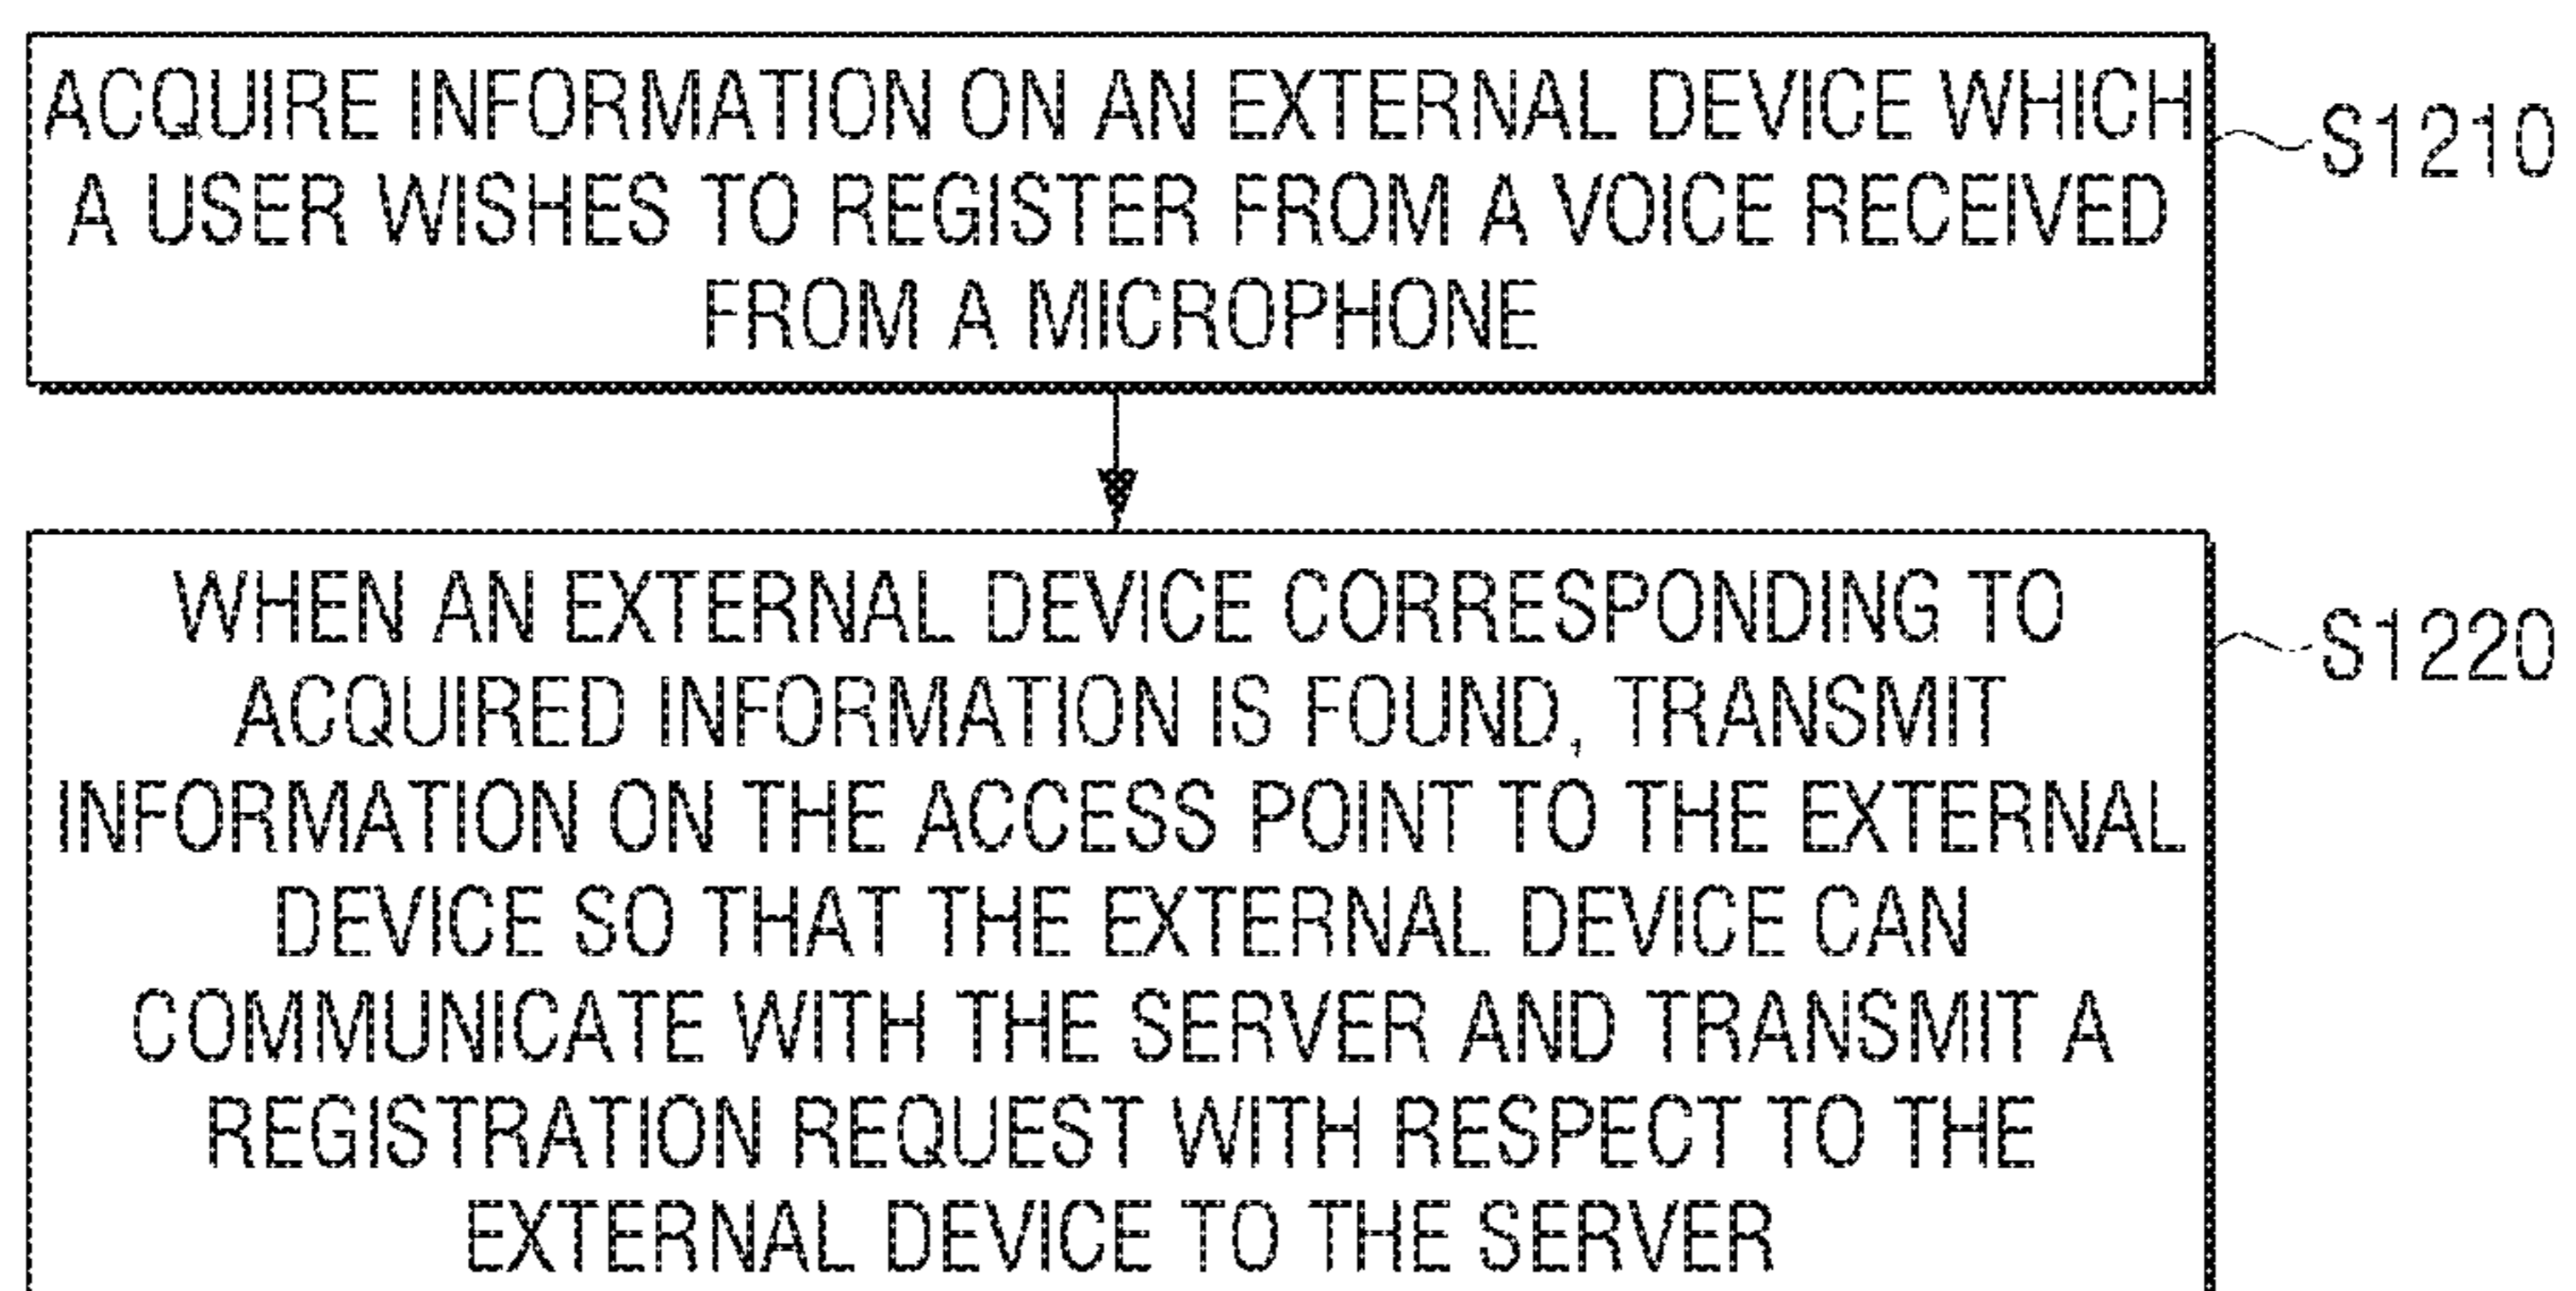 ACQUIRE INFORMATION ON AN EXTERNAL DEVICE WHICH
A USER WISHES TO REGISTER FROM A VOICE RECEIVED
FROM A MICROPHONE
S1210
WHEN AN EXTERNAL DEVICE CORRESPONDING TO
ACQUIRED INFORMATION IS FOUND, TRANSMIT
INFORMATION ON THE ACCESS POINT TO THE EXTERNAL
DEVICE SO THAT THE EXTERNAL DEVICE CAN
COMMUNICATE WITH THE SERVER AND TRANSMIT A
REGISTRATION REQUEST WITH RESPECT TO THE
EXTERNAL DEVICE TO THE SERVER
S1220